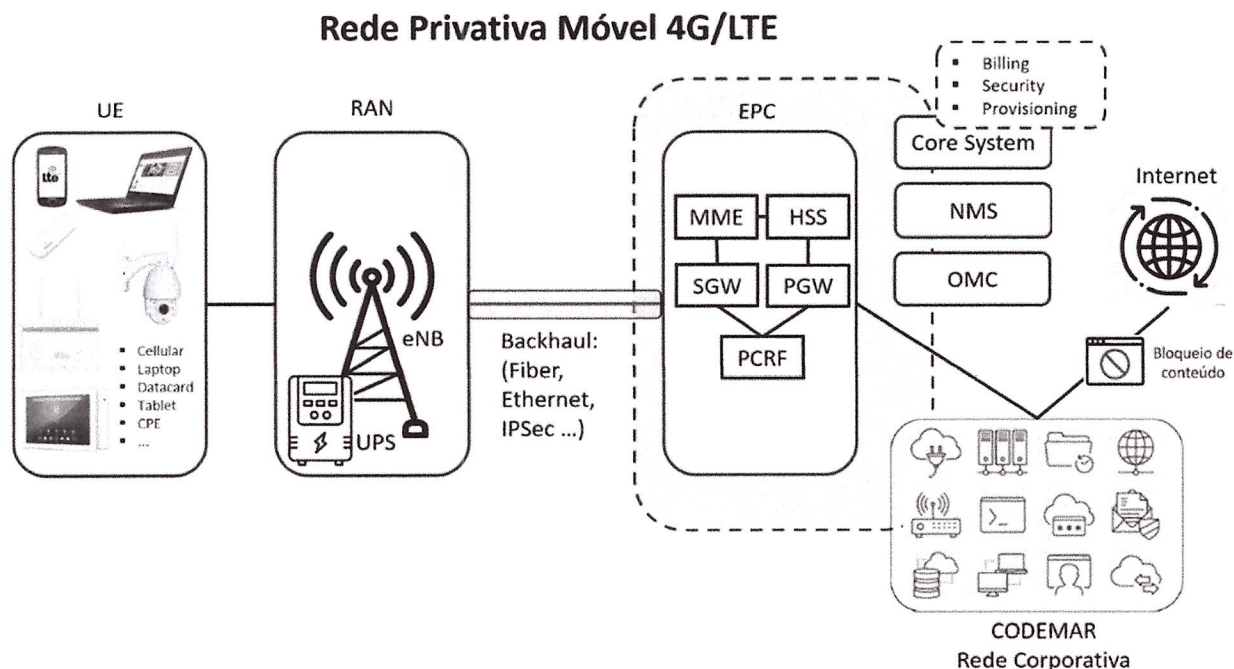 Rede Privativa Móvel 4G/LTE
UE
Lte
▪ Cellular
▪ Laptop
▪ Datacard
▪ Tablet
▪ CPE
▪ ...
RAN
eNB
UPS
Backhaul:
(Fiber,
Ethernet,
IPSec ...)
EPC
MME
HSS
SGW
PGW
PCRF
▪ Billing
▪ Security
▪ Provisioning
Core System
NMS
OMC
Internet
Bloqueio de
conteúdo
CODEMAR
Rede Corporativa